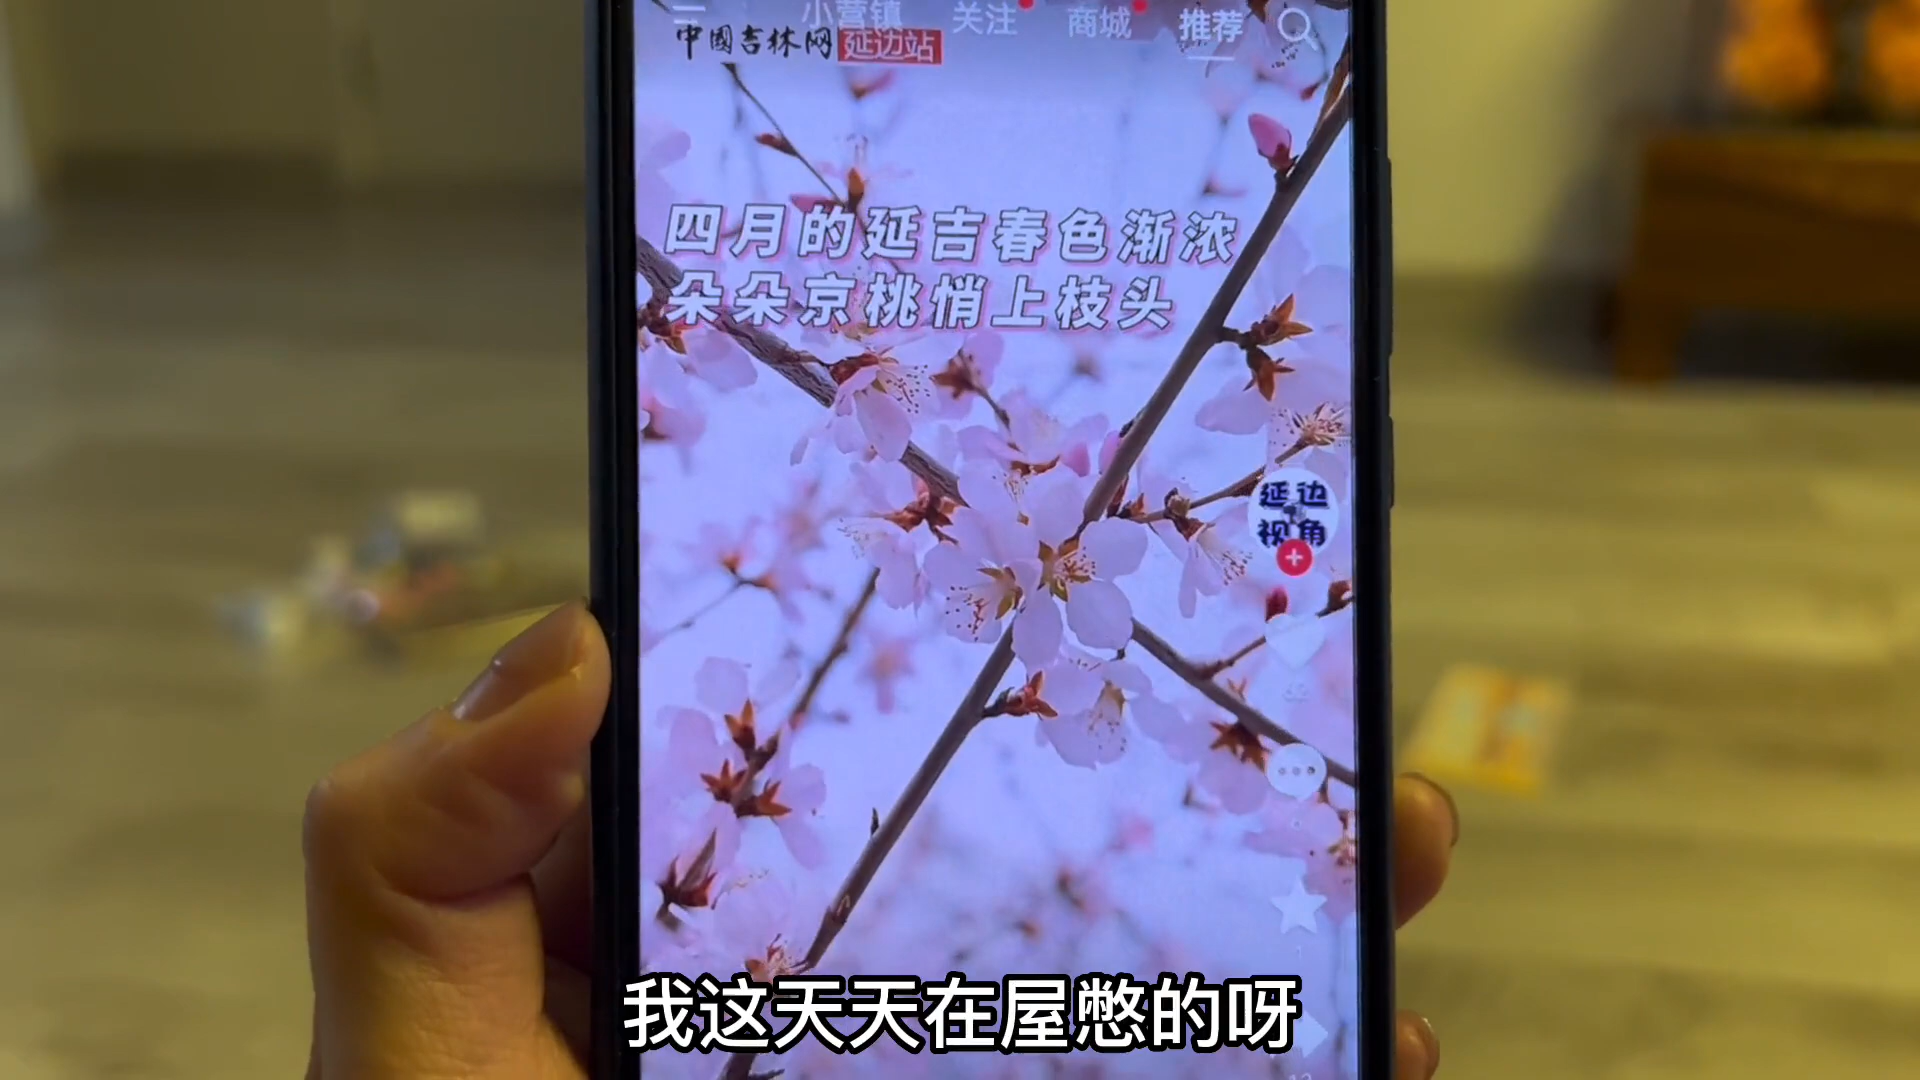 小营镇 关注 商城 推荐
中國吉林网 延边站
四月的延吉春色渐浓
朵朵京桃悄上枝头
延边
视角
我这天天在屋憋的呀